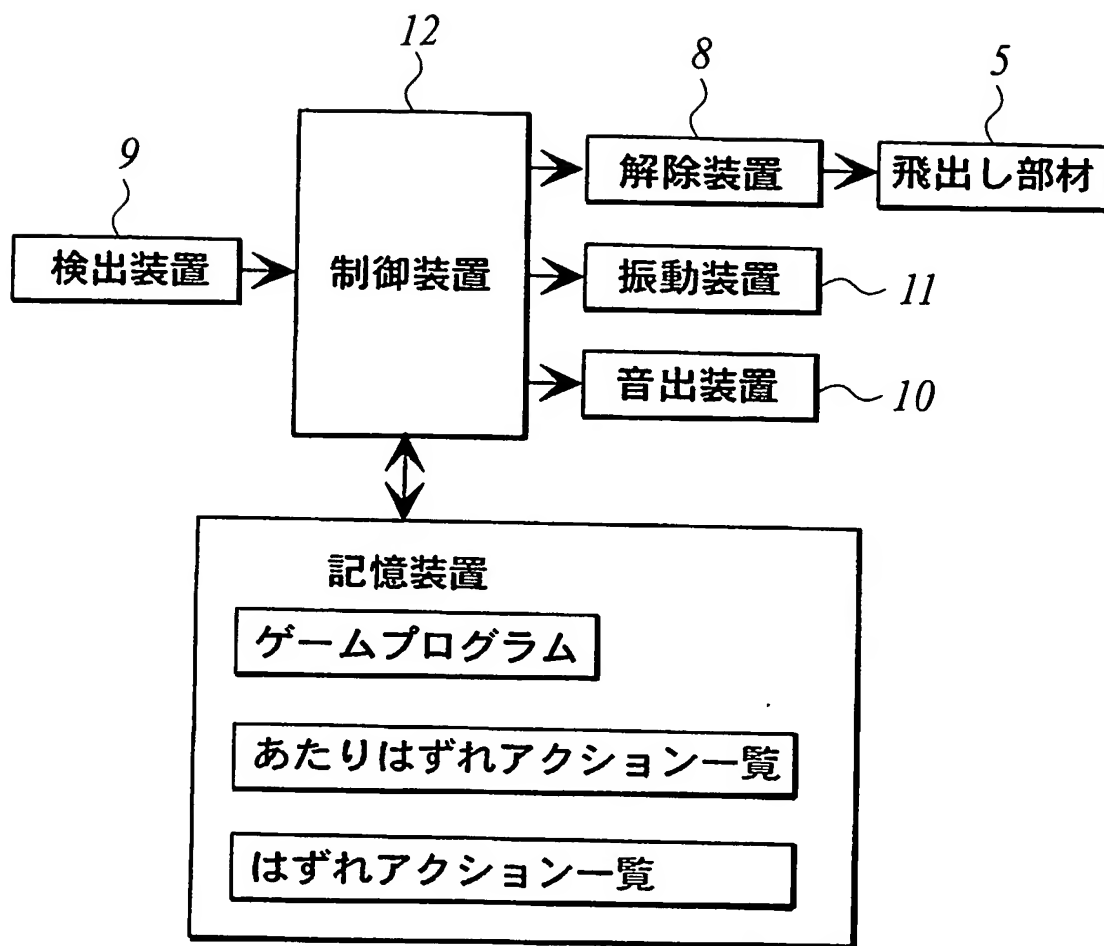 12
8
5
9
解除装置
飛出し部材
検出装置
制御装置
振動装置
11
音出装置
10
記憶装置
ゲームプログラム
あたりはずれアクション一覧
はずれアクション一覧